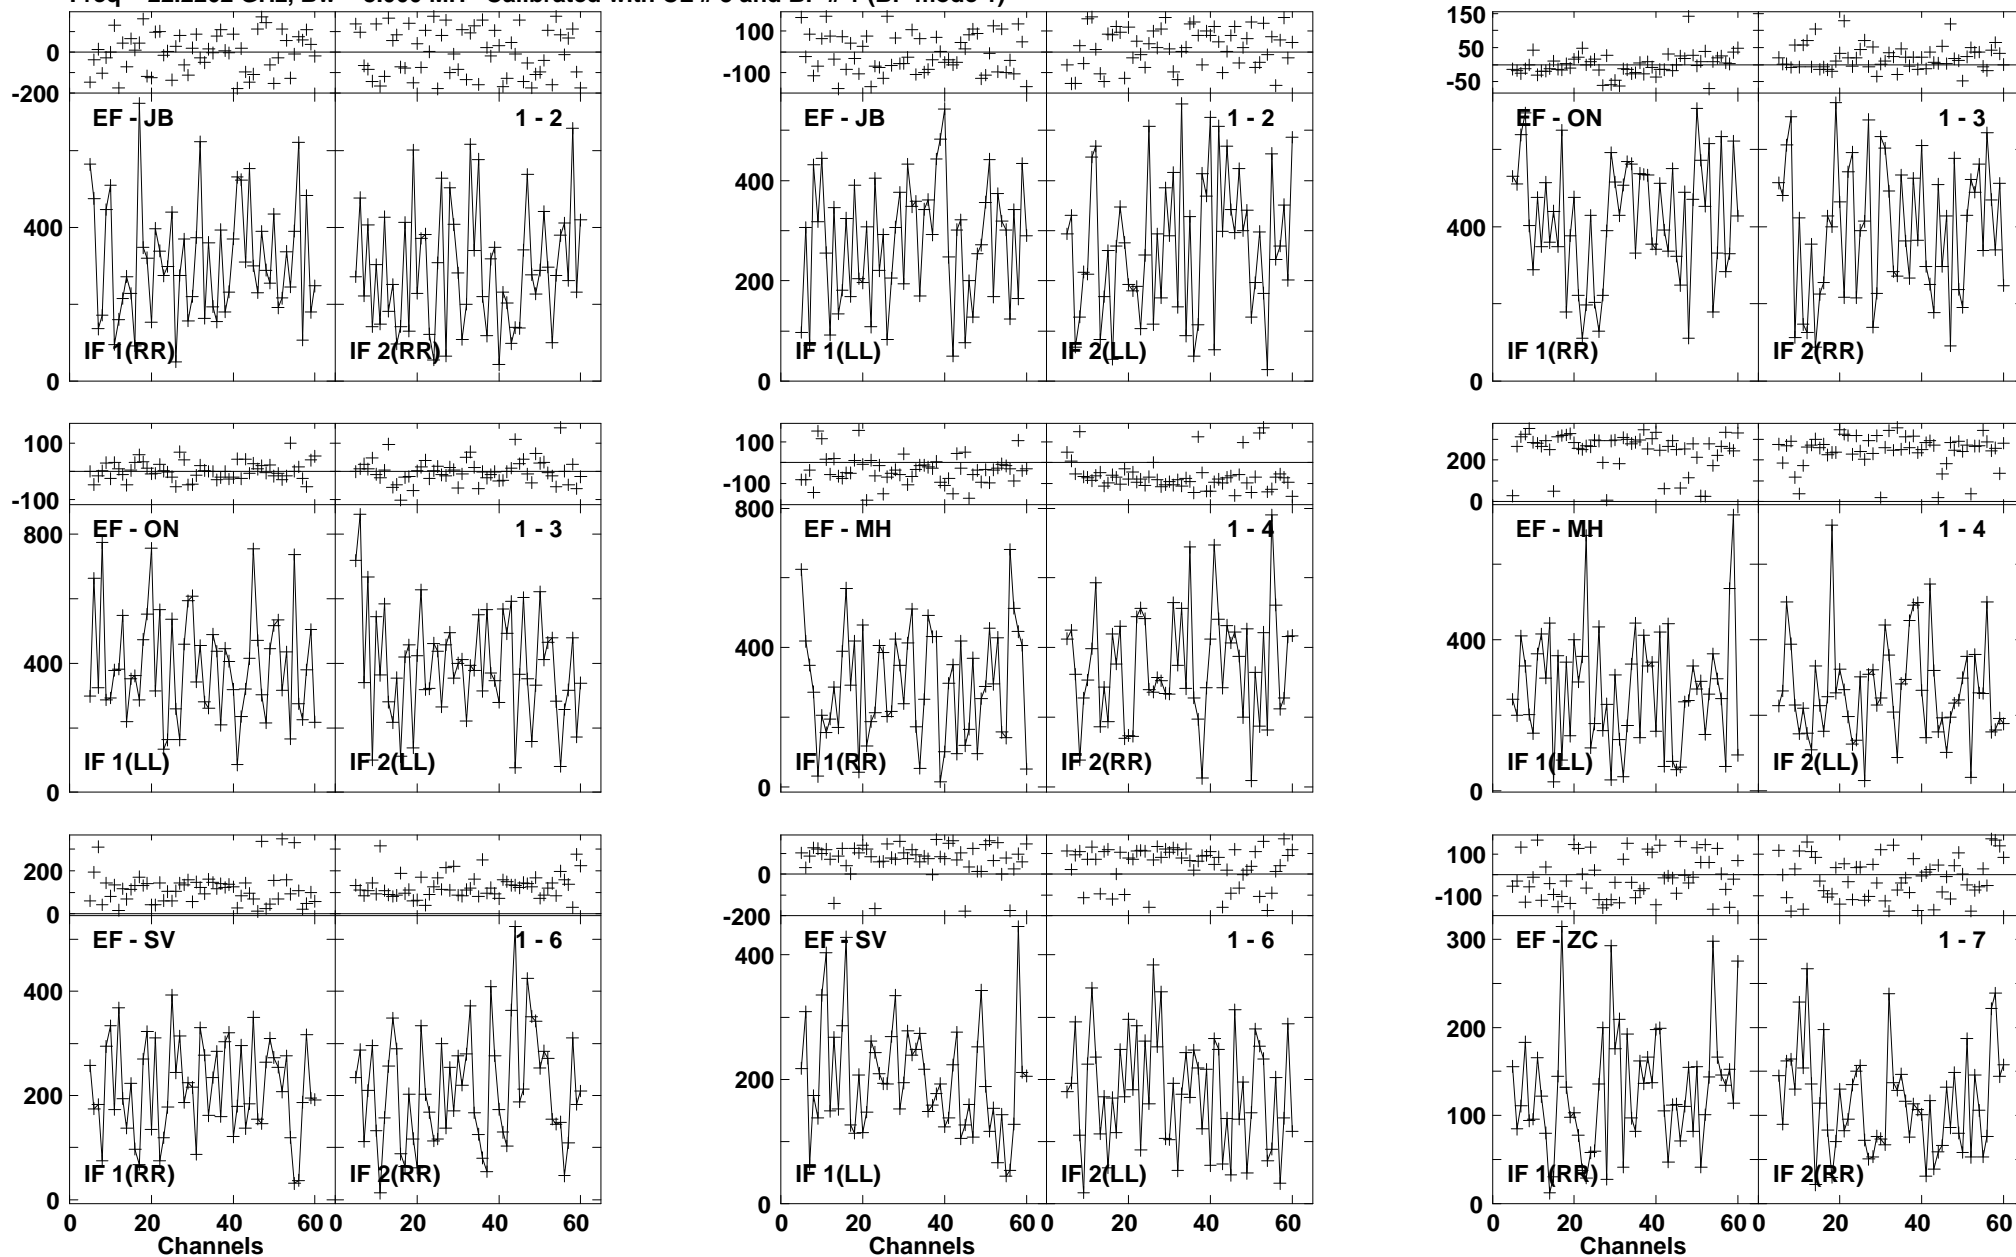 0
-200
EF - JB
1 - 2
400
IF 1(RR)
IF 2(RR)
0
100
-100
EF - JB
1 - 2
400
200
IF 1(LL)
IF 2(LL)
0
150
50
-50
EF - ON
1 - 3
400
IF 1(RR)
IF 2(RR)
0
100
-100
800
EF - ON
1 - 3
400
IF 1(LL)
IF 2(LL)
0
100
-100
800
EF - MH
1 - 4
400
IF 1(RR)
IF 2(RR)
0
200
0
EF - MH
1 - 4
400
IF 1(LL)
IF 2(LL)
0
200
0
EF - SV
1 - 6
400
200
IF 1(RR)
IF 2(RR)
0
0 20 40 60 0 20 40 60
Channels
0
-200
EF - SV
1 - 6
400
200
IF 1(LL)
IF 2(LL)
0
0 20 40 60 0 20 40 60
Channels
100
-100
300
EF - ZC
1 - 7
200
100
IF 1(RR)
IF 2(RR)
0
0 20 40 60 0 20 40 60
Channels